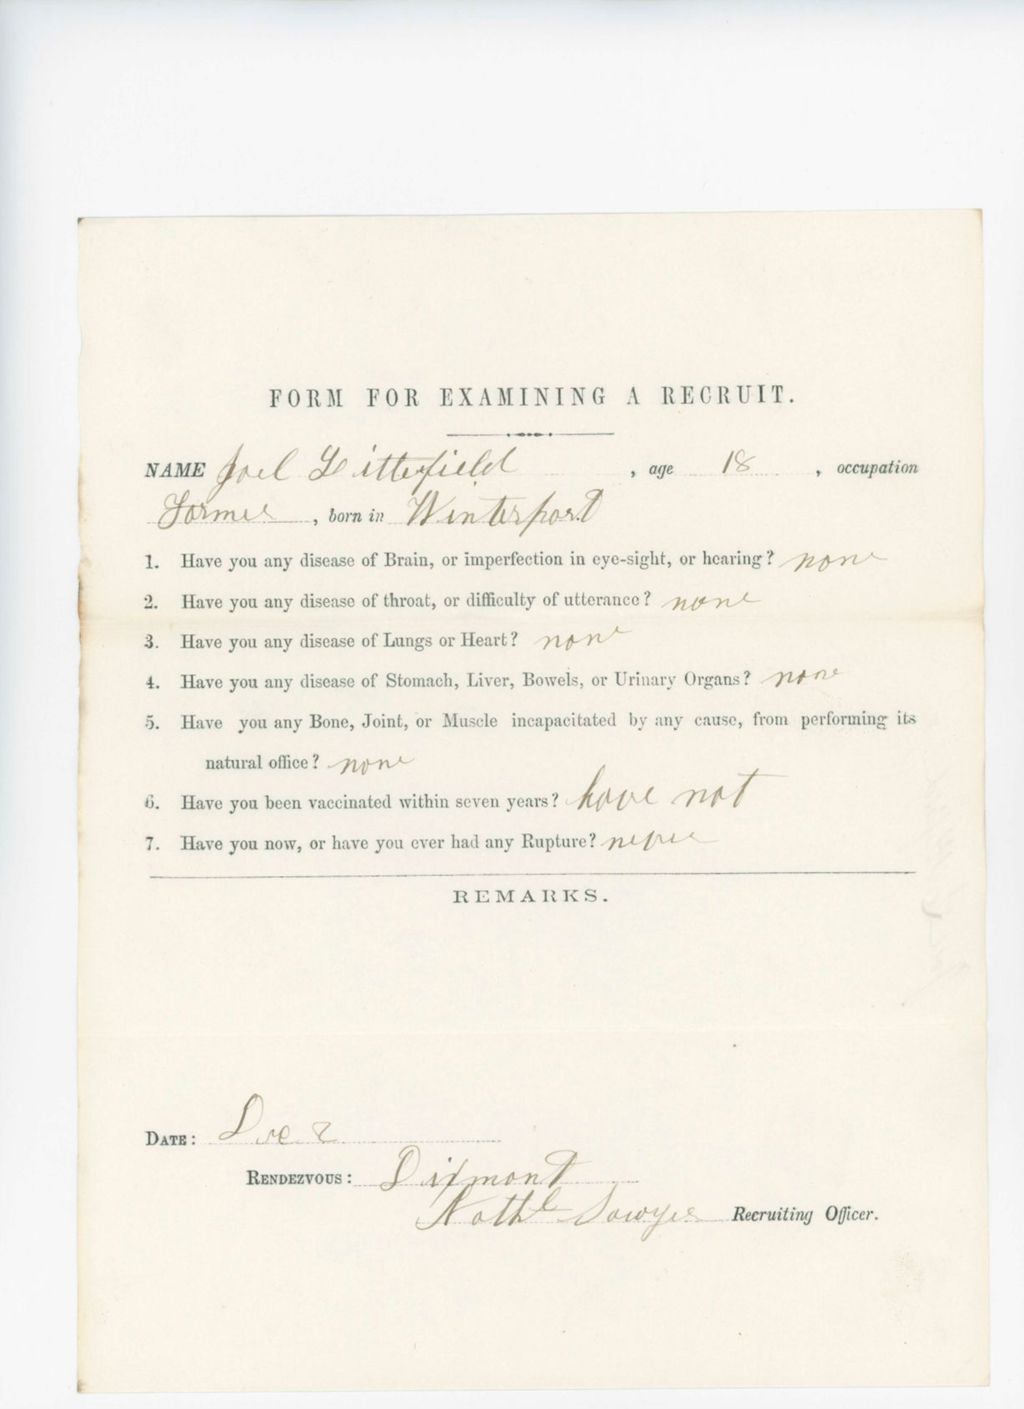 FORM FOR EXAMINING A RECRUIT.
NAME Joel Littlefield, age 18, occupation
Farmer, born in Winterport
1. Have you any disease of Brain, or imperfection in eye-sight, or hearing? none
2. Have you any disease of throat, or difficulty of utterance? none
3. Have you any disease of Lungs or Heart? none
4. Have you any disease of Stomach, Liver, Bowels, or Urinary Organs? none
5. Have you any Bone, Joint, or Muscle incapacitated by any cause, from performing its
natural office? none
6. Have you been vaccinated within seven years? have not
7. Have you now, or have you ever had any Rupture? never
REMARKS.
DATE: Dec 2
RENDEZVOUS: Dixmont
Nathl Sawyer Recruiting Officer.